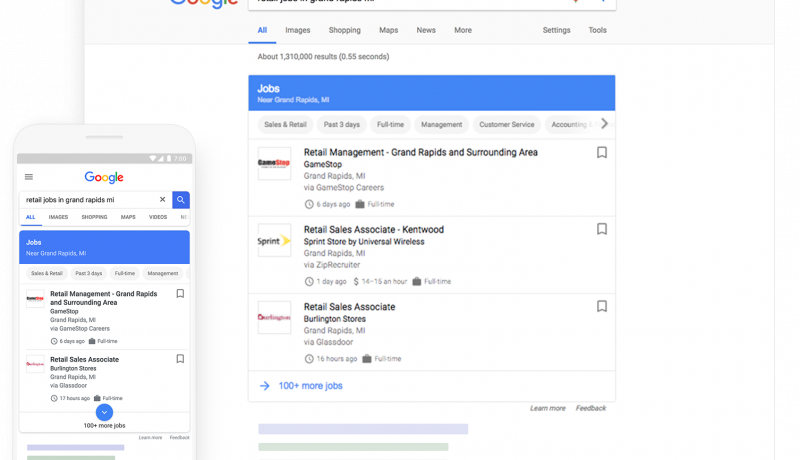 Google
retail jobs in grand rapids mi
All Images Shopping Maps News More Settings Tools
About 1,310,000 results (0.55 seconds)
Jobs
Near Grand Rapids, MI
Sales & Retail Past 3 days Full-time Management Customer Service Accounting &
GameStop
Retail Management - Grand Rapids and Surrounding Area
GameStop
Grand Rapids, MI
via GameStop Careers
6 days ago Full-time
Sprint
Retail Sales Associate - Kentwood
Sprint Store by Universal Wireless
Grand Rapids, MI
via ZipRecruiter
1 day ago $ 14–15 an hour Full-time
Burlington
Retail Sales Associate
Burlington Stores
Grand Rapids, MI
via Glassdoor
16 hours ago Full-time
100+ more jobs
Learn more Feedback
7:00
Google
retail jobs in grand rapids mi
ALL IMAGES SHOPPING MAPS VIDEOS
Jobs
Near Grand Rapids, MI
Sales & Retail Past 3 days Full-time Management
GameStop
Retail Management - Grand Rapids
and Surrounding Area
GameStop
Grand Rapids, MI
via GameStop Careers
6 days ago Full-time
Burlington
Retail Sales Associate
Burlington Stores
Grand Rapids, MI
via Glassdoor
17 hours ago Full-time
100+ more jobs
Learn more Feedback